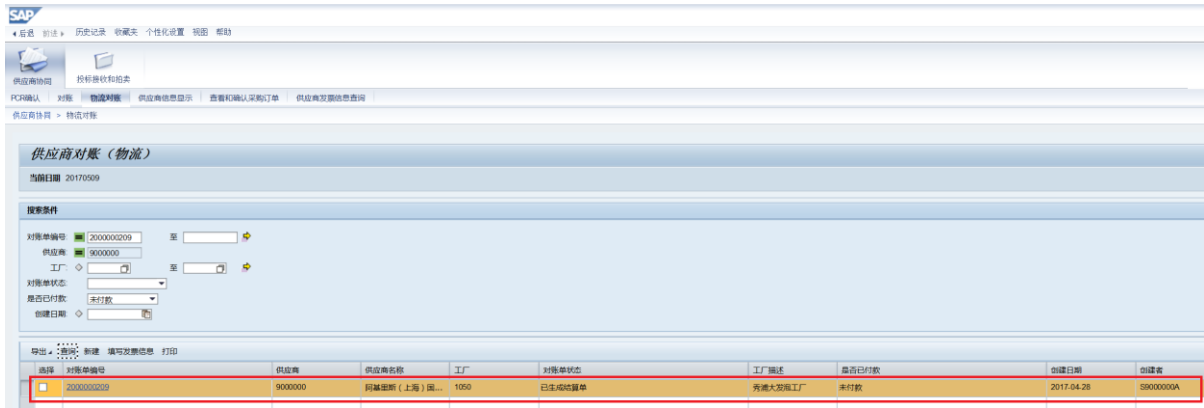 SAP
后退 前进 历史记录 收藏夹 个性化设置 视图 帮助
供应商协同 投标接收和拍卖
PCR确认 对账 物流对账 供应商信息显示 查看和确认采购订单 供应商发票信息查询
供应商协同 > 物流对账
供应商对账（物流）
当前日期 20170509
搜索条件
对账单编号: 2000000209 至
供应商: 9000000
工厂: 至
对账单状态:
是否已付款: 未付款
创建日期:
导出 查询 新建 填写发票信息 打印
选择 对账单编号 供应商 供应商名称 工厂 对账单状态 工厂描述 是否已付款 创建日期 创建者
2000000209 9000000 阿基里斯（上海）国... 1050 已生成结算单 大发瓶工厂 未付款 2017-04-28 S9000000A